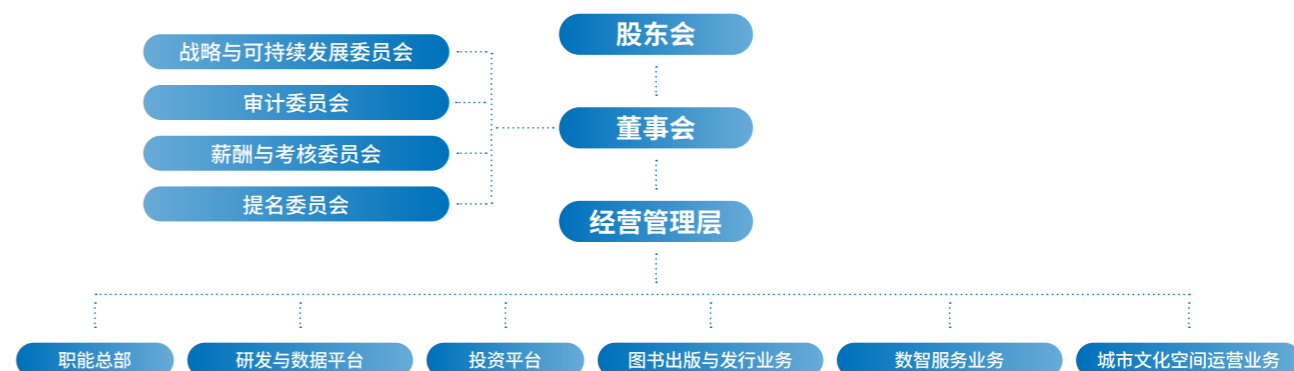 股东会
战略与可持续发展委员会
审计委员会
董事会
薪酬与考核委员会
提名委员会
经营管理层
职能总部
研发与数据平台
投资平台
图书出版与发行业务
数智服务业务
城市文化空间运营业务